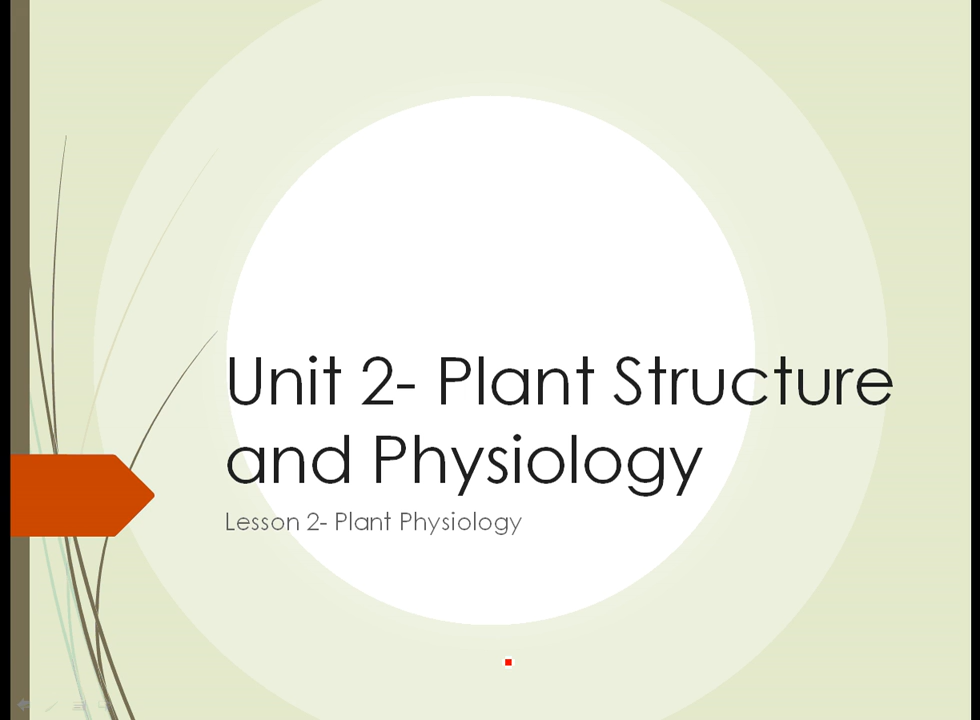 Unit 2- Plant Structure
and Physiology
Lesson 2- Plant Physiology